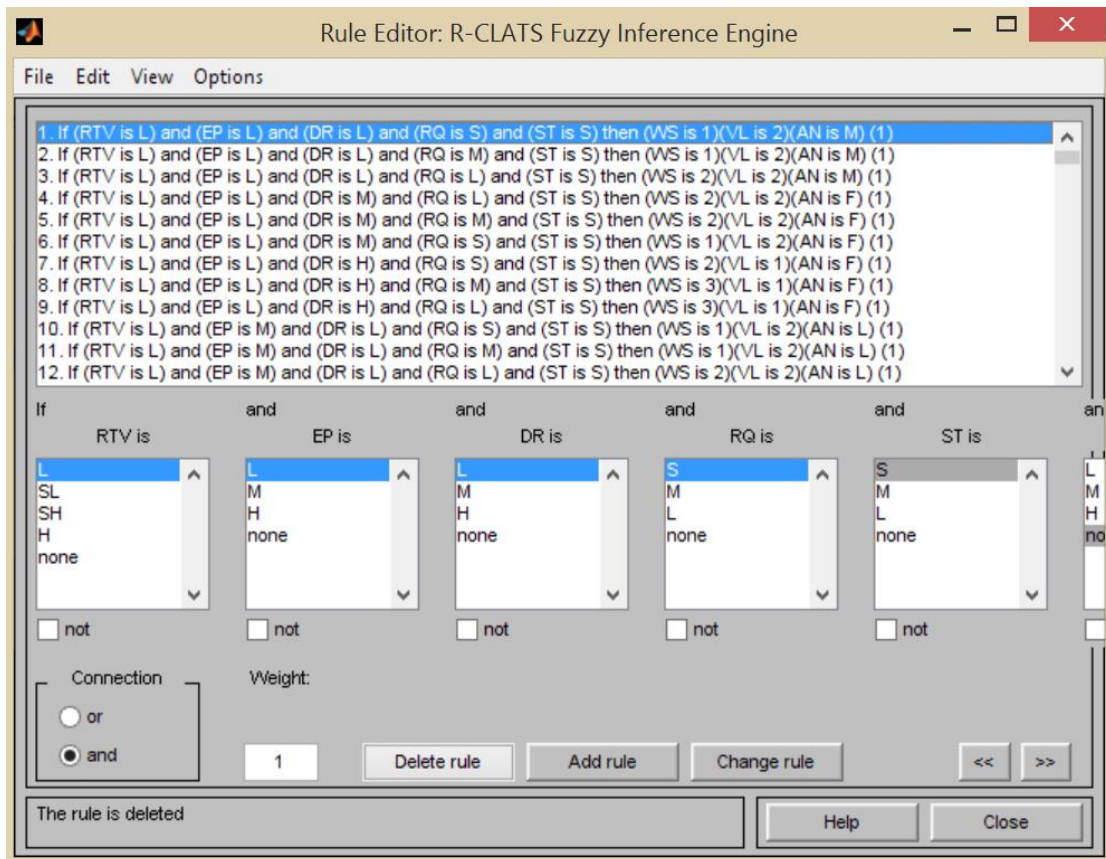 Rule Editor: R-CLATS Fuzzy Inference Engine
File Edit View Options
1. If (RTV is L) and (EP is L) and (DR is L) and (RQ is S) and (ST is S) then (WS is 1)(VL is 2)(AN is M) (1)
2. If (RTV is L) and (EP is L) and (DR is L) and (RQ is M) and (ST is S) then (WS is 1)(VL is 2)(AN is M) (1)
3. If (RTV is L) and (EP is L) and (DR is L) and (RQ is L) and (ST is S) then (WS is 2)(VL is 2)(AN is M) (1)
4. If (RTV is L) and (EP is L) and (DR is M) and (RQ is L) and (ST is S) then (WS is 2)(VL is 2)(AN is F) (1)
5. If (RTV is L) and (EP is L) and (DR is M) and (RQ is M) and (ST is S) then (WS is 2)(VL is 2)(AN is F) (1)
6. If (RTV is L) and (EP is L) and (DR is M) and (RQ is S) and (ST is S) then (WS is 1)(VL is 2)(AN is F) (1)
7. If (RTV is L) and (EP is L) and (DR is H) and (RQ is S) and (ST is S) then (WS is 2)(VL is 1)(AN is F) (1)
8. If (RTV is L) and (EP is L) and (DR is H) and (RQ is M) and (ST is S) then (WS is 3)(VL is 1)(AN is F) (1)
9. If (RTV is L) and (EP is L) and (DR is H) and (RQ is L) and (ST is S) then (WS is 3)(VL is 1)(AN is F) (1)
10. If (RTV is L) and (EP is M) and (DR is L) and (RQ is S) and (ST is S) then (WS is 1)(VL is 2)(AN is L) (1)
11. If (RTV is L) and (EP is M) and (DR is L) and (RQ is M) and (ST is S) then (WS is 1)(VL is 2)(AN is L) (1)
12. If (RTV is L) and (EP is M) and (DR is L) and (RQ is L) and (ST is S) then (WS is 2)(VL is 2)(AN is L) (1)
If and and and and an
RTV is EP is DR is RQ is ST is
L L L S S L
SL M M M M M
SH H H L L H
H none none none none no
none
not not not not not
Connection Weight:
or
and 1 Delete rule Add rule Change rule << >>
The rule is deleted Help Close